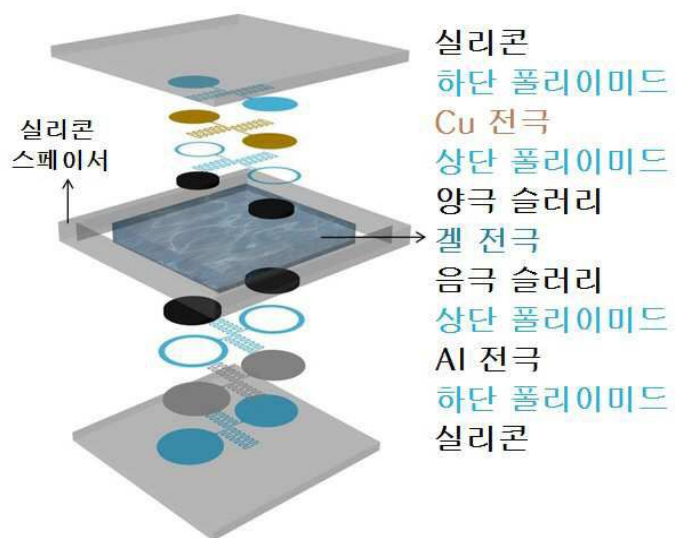 실리콘
하단 폴리이미드
Cu 전극
상단 폴리이미드
양극 슬러리
겔 전극
음극 슬러리
상단 폴리이미드
Al 전극
하단 폴리이미드
실리콘
실리콘
스페이서